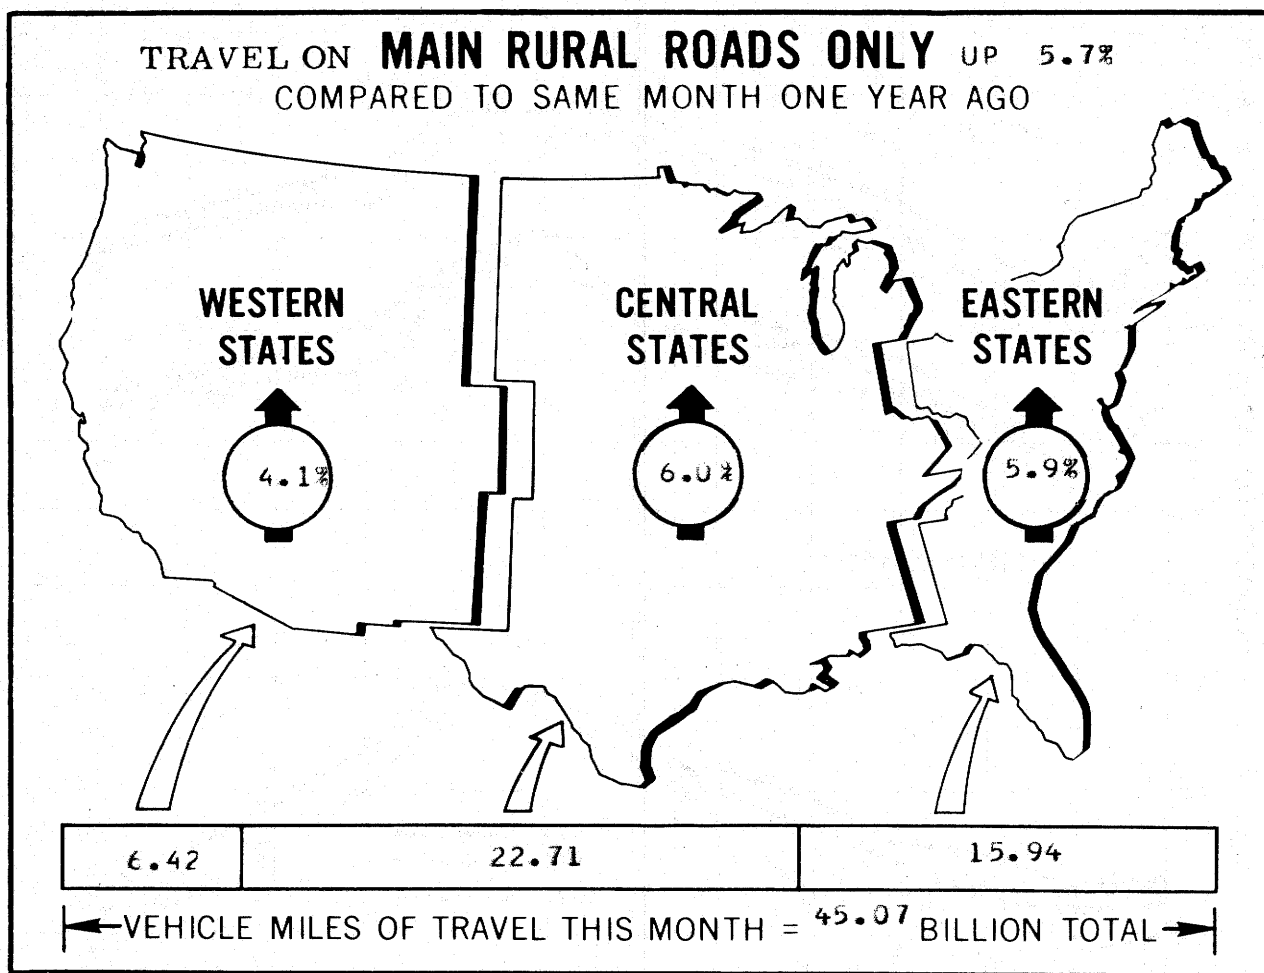 TRAVEL ON MAIN RURAL ROADS ONLY UP 5.7%
COMPARED TO SAME MONTH ONE YEAR AGO
WESTERN
STATES
4.1%
CENTRAL
STATES
6.0%
EASTERN
STATES
5.9%
6.42 22.71 15.94
VEHICLE MILES OF TRAVEL THIS MONTH = 45.07 BILLION TOTAL